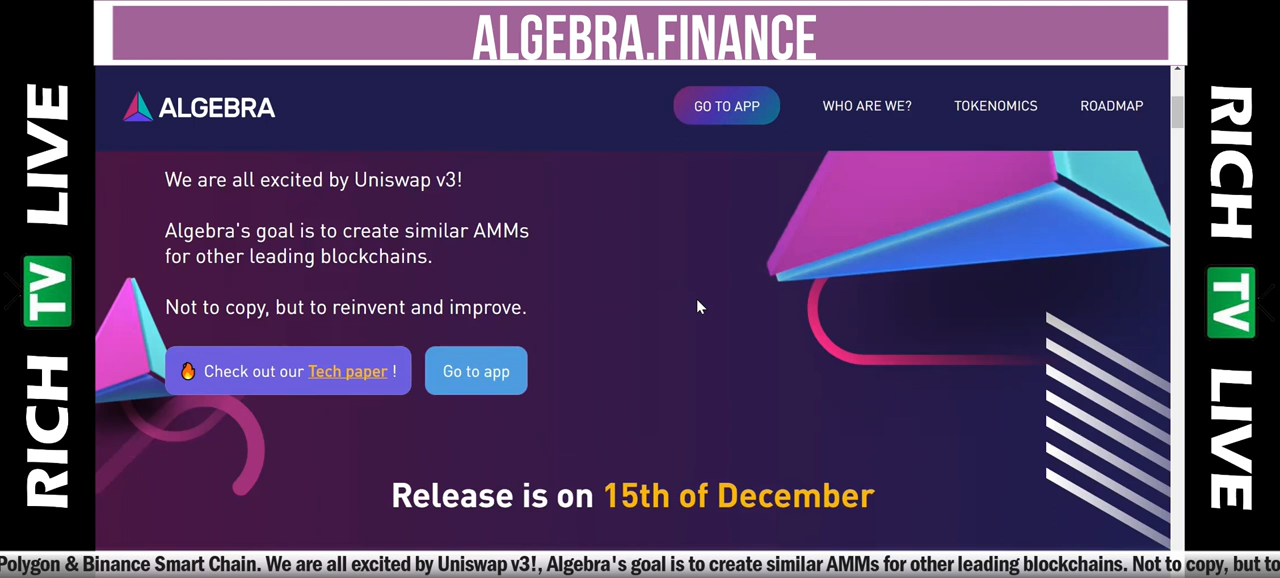 ALGEBRA.FINANCE
ALGEBRA
GO TO APP
WHO ARE WE?
TOKENOMICS
ROADMAP
We are all excited by Uniswap v3!
Algebra's goal is to create similar AMMs
for other leading blockchains.
Not to copy, but to reinvent and improve.
🔥 Check out our Tech paper !
Go to app
Release is on 15th of December
RICH TV LIVE
RICH TV LIVE
Polygon & Binance Smart Chain. We are all excited by Uniswap v3!, Algebra's goal is to create similar AMMs for other leading blockchains. Not to copy, but to